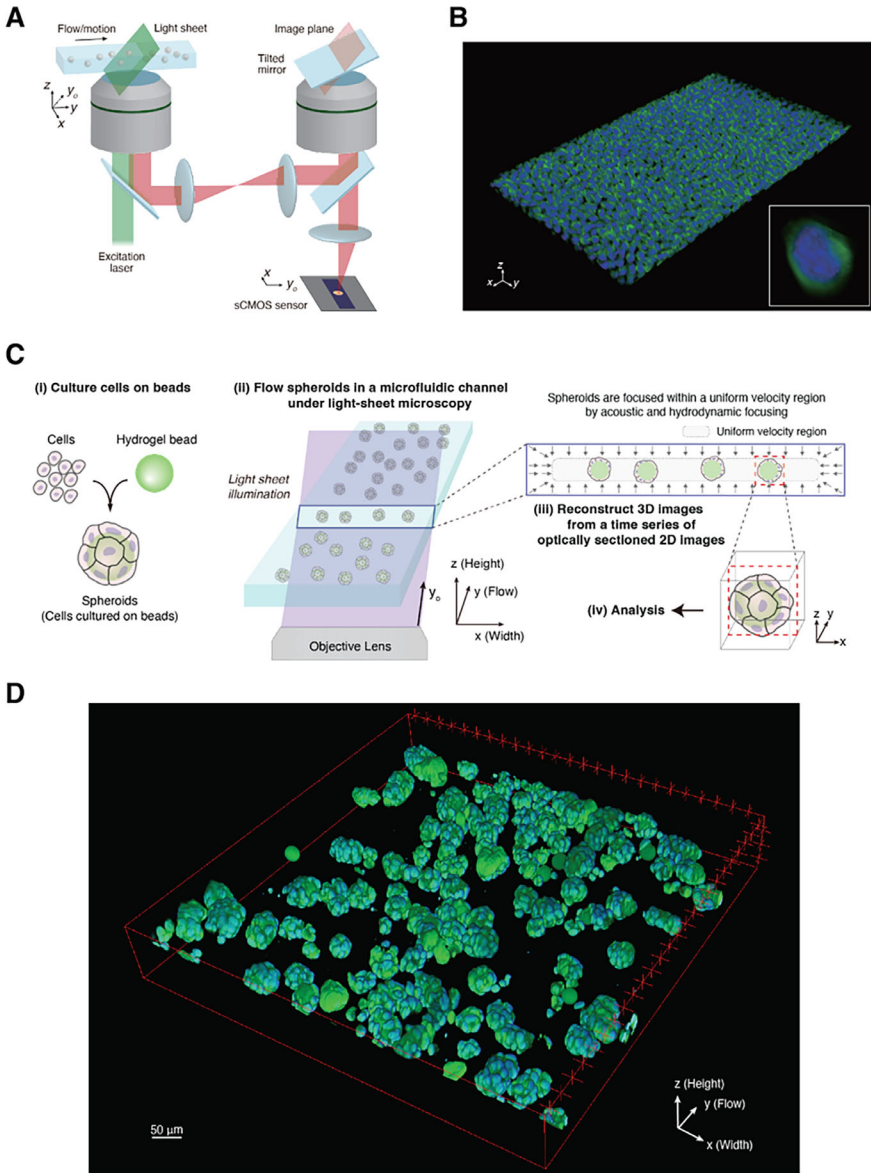 A
Flow/motion
Light sheet
Image plane
Tilted
mirror
z
yo
y
x
Excitation
laser
x
yo
sCMOS sensor
B
z
x
y
C
(i) Culture cells on beads
Cells
Hydrogel bead
Spheroids
(Cells cultured on beads)
(ii) Flow spheroids in a microfluidic channel
under light-sheet microscopy
Light sheet
illumination
yo
z (Height)
y (Flow)
x (Width)
Objective Lens
Spheroids are focused within a uniform velocity region
by acoustic and hydrodynamic focusing
Uniform velocity region
(iii) Reconstruct 3D images
from a time series of
optically sectioned 2D images
(iv) Analysis
z
y
x
D
50 µm
z (Height)
y (Flow)
x (Width)